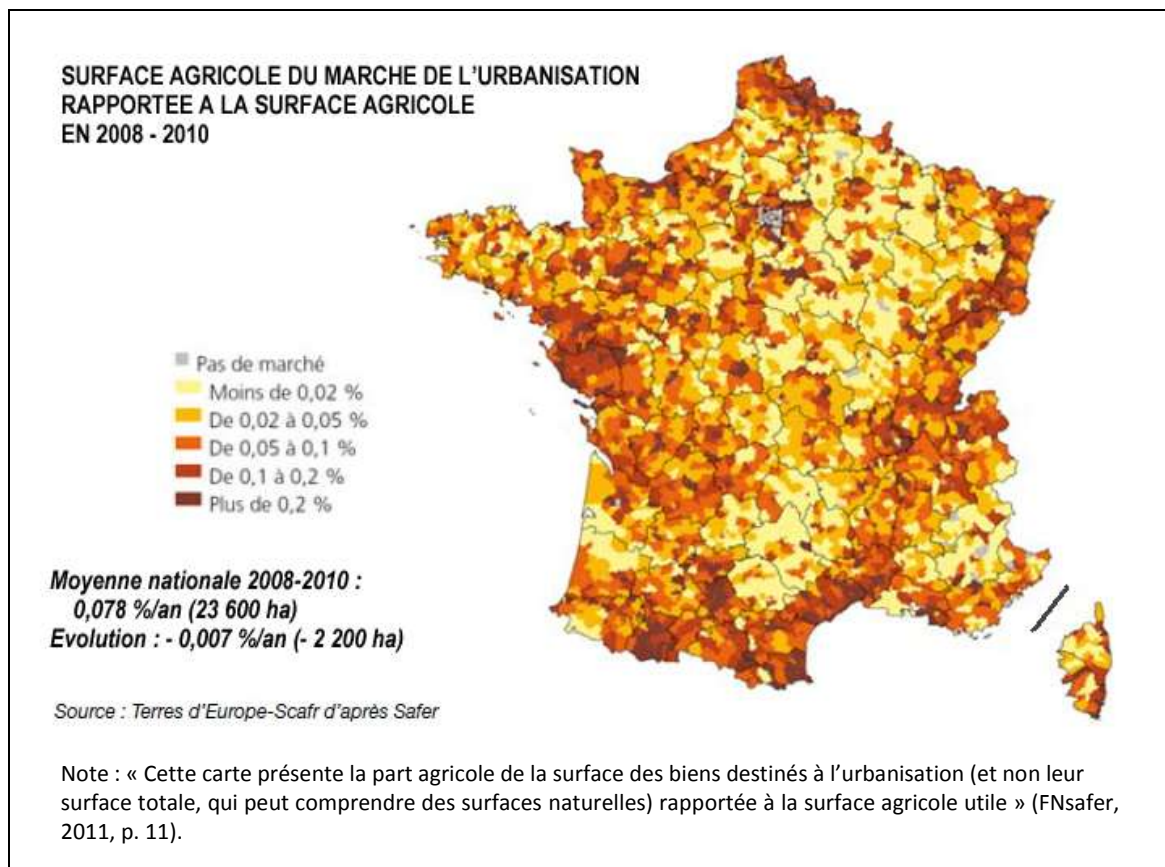 SURFACE AGRICOLE DU MARCHE DE L'URBANISATION
RAPPORTEE A LA SURFACE AGRICOLE
EN 2008 - 2010
Pas de marché
Moins de 0,02 %
De 0,02 à 0,05 %
De 0,05 à 0,1 %
De 0,1 à 0,2 %
Plus de 0,2 %
Moyenne nationale 2008-2010 :
0,078 %/an (23 600 ha)
Evolution : - 0,007 %/an (- 2 200 ha)
Source : Terres d'Europe-Scafr d'après Safer
Note : « Cette carte présente la part agricole de la surface des biens destinés à l'urbanisation (et non leur
surface totale, qui peut comprendre des surfaces naturelles) rapportée à la surface agricole utile » (FNsafer,
2011, p. 11).